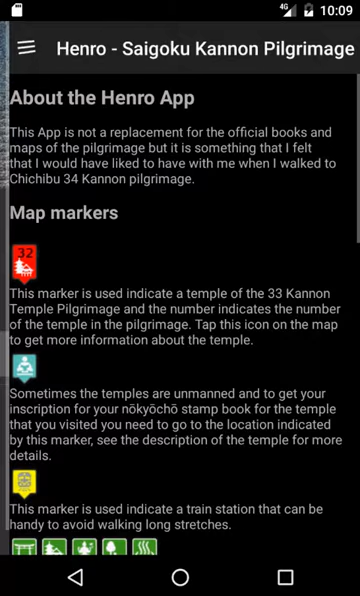 4G 10:09
Henro - Saigoku Kannon Pilgrimage
About the Henro App
This App is not a replacement for the official books and
maps of the pilgrimage but it is something that I felt
that I would have liked to have with me when I walked to
Chichibu 34 Kannon pilgrimage.
Map markers
32
This marker is used indicate a temple of the 33 Kannon
Temple Pilgrimage and the number indicates the number
of the temple in the pilgrimage. Tap this icon on the map
to get more information about the temple.
Sometimes the temples are unmanned and to get your
inscription for your nōkyōchō stamp book for the temple
that you visited you need to go to the location indicated
by this marker, see the description of the temple for more
details.
This marker is used indicate a train station that can be
handy to avoid walking long stretches.